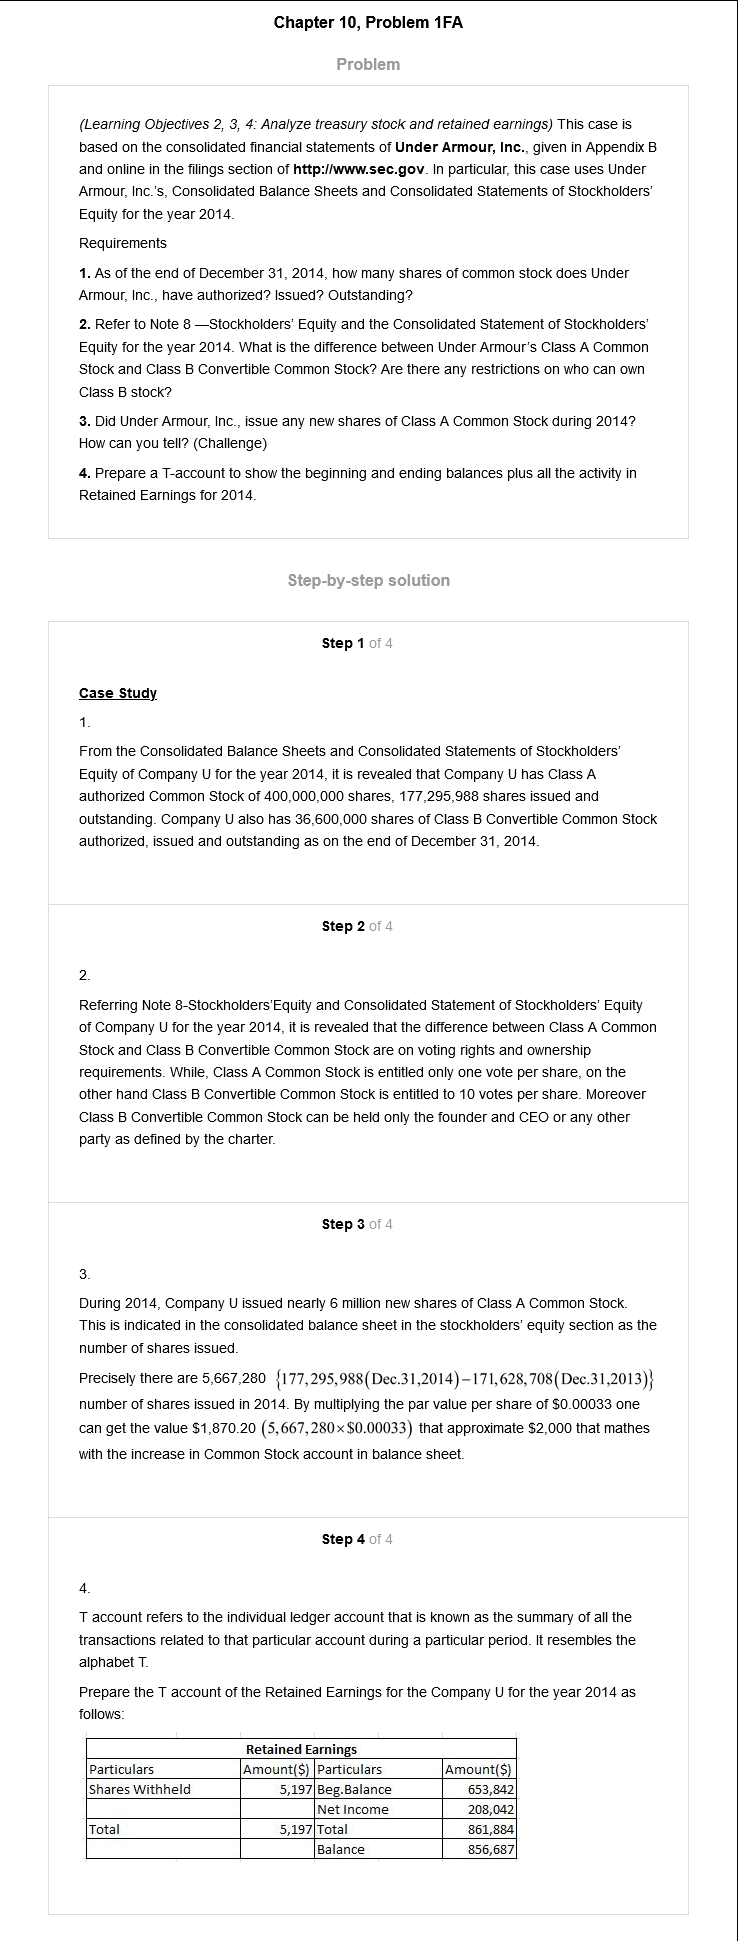 Chapter 10, Problem 1FA
Problem
(Learning Objectives 2, 3, 4: Analyze treasury stock and retained earnings) This case is
based on the consolidated financial statements of Under Armour, Inc., given in Appendix B
and online in the filings section of http://www.sec.gov. In particular, this case uses Under
Armour, Inc.'s, Consolidated Balance Sheets and Consolidated Statements of Stockholders'
Equity for the year 2014.
Requirements
1. As of the end of December 31, 2014, how many shares of common stock does Under
Armour, Inc., have authorized? Issued? Outstanding?
2. Refer to Note 8 —Stockholders' Equity and the Consolidated Statement of Stockholders'
Equity for the year 2014. What is the difference between Under Armour's Class A Common
Stock and Class B Convertible Common Stock? Are there any restrictions on who can own
Class B stock?
3. Did Under Armour, Inc., issue any new shares of Class A Common Stock during 2014?
How can you tell? (Challenge)
4. Prepare a T-account to show the beginning and ending balances plus all the activity in
Retained Earnings for 2014.
Step-by-step solution
Step 1 of 4
Case Study
1.
From the Consolidated Balance Sheets and Consolidated Statements of Stockholders'
Equity of Company U for the year 2014, it is revealed that Company U has Class A
authorized Common Stock of 400,000,000 shares, 177,295,988 shares issued and
outstanding. Company U also has 36,600,000 shares of Class B Convertible Common Stock
authorized, issued and outstanding as on the end of December 31, 2014.
Step 2 of 4
2.
Referring Note 8-Stockholders'Equity and Consolidated Statement of Stockholders' Equity
of Company U for the year 2014, it is revealed that the difference between Class A Common
Stock and Class B Convertible Common Stock are on voting rights and ownership
requirements. While, Class A Common Stock is entitled only one vote per share, on the
other hand Class B Convertible Common Stock is entitled to 10 votes per share. Moreover
Class B Convertible Common Stock can be held only the founder and CEO or any other
party as defined by the charter.
Step 3 of 4
3.
During 2014, Company U issued nearly 6 million new shares of Class A Common Stock.
This is indicated in the consolidated balance sheet in the stockholders' equity section as the
number of shares issued.
Precisely there are 5,667,280 {177,295,988(Dec.31,2014)−171,628,708(Dec.31,2013)}
number of shares issued in 2014. By multiplying the par value per share of $0.00033 one
can get the value $1,870.20 (5,667,280×$0.00033) that approximate $2,000 that mathes
with the increase in Common Stock account in balance sheet.
Step 4 of 4
4.
T account refers to the individual ledger account that is known as the summary of all the
transactions related to that particular account during a particular period. It resembles the
alphabet T.
Prepare the T account of the Retained Earnings for the Company U for the year 2014 as
follows:
Retained Earnings
Particulars Amount($) Particulars Amount($)
Shares Withheld 5,197 Beg.Balance 653,842
Net Income 208,042
Total 5,197 Total 861,884
Balance 856,687